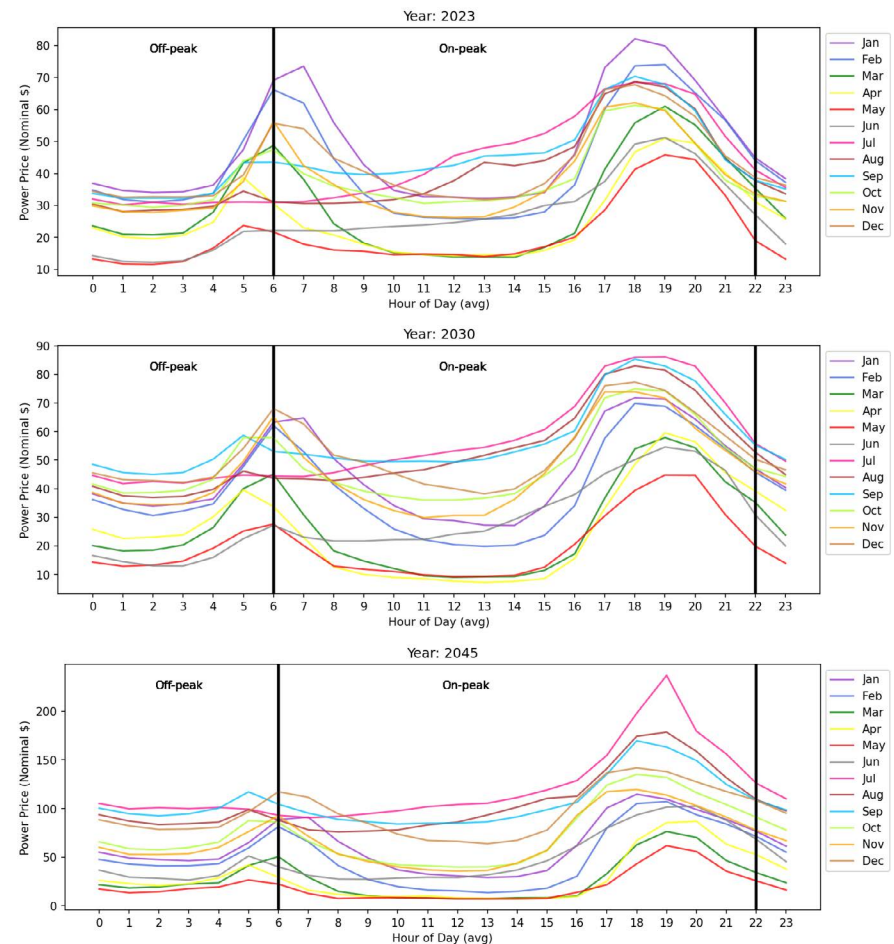 Year: 2023
Power Price (Nominal $)
80
70
60
50
40
30
20
10
Off-peak
On-peak
0 1 2 3 4 5 6 7 8 9 10 11 12 13 14 15 16 17 18 19 20 21 22 23
Hour of Day (avg)
Jan
Feb
Mar
Apr
May
Jun
Jul
Aug
Sep
Oct
Nov
Dec
Year: 2030
Power Price (Nominal $)
90
80
70
60
50
40
30
20
10
Off-peak
On-peak
0 1 2 3 4 5 6 7 8 9 10 11 12 13 14 15 16 17 18 19 20 21 22 23
Hour of Day (avg)
Jan
Feb
Mar
Apr
May
Jun
Jul
Aug
Sep
Oct
Nov
Dec
Year: 2045
Power Price (Nominal $)
200
150
100
50
0
Off-peak
On-peak
0 1 2 3 4 5 6 7 8 9 10 11 12 13 14 15 16 17 18 19 20 21 22 23
Hour of Day (avg)
Jan
Feb
Mar
Apr
May
Jun
Jul
Aug
Sep
Oct
Nov
Dec